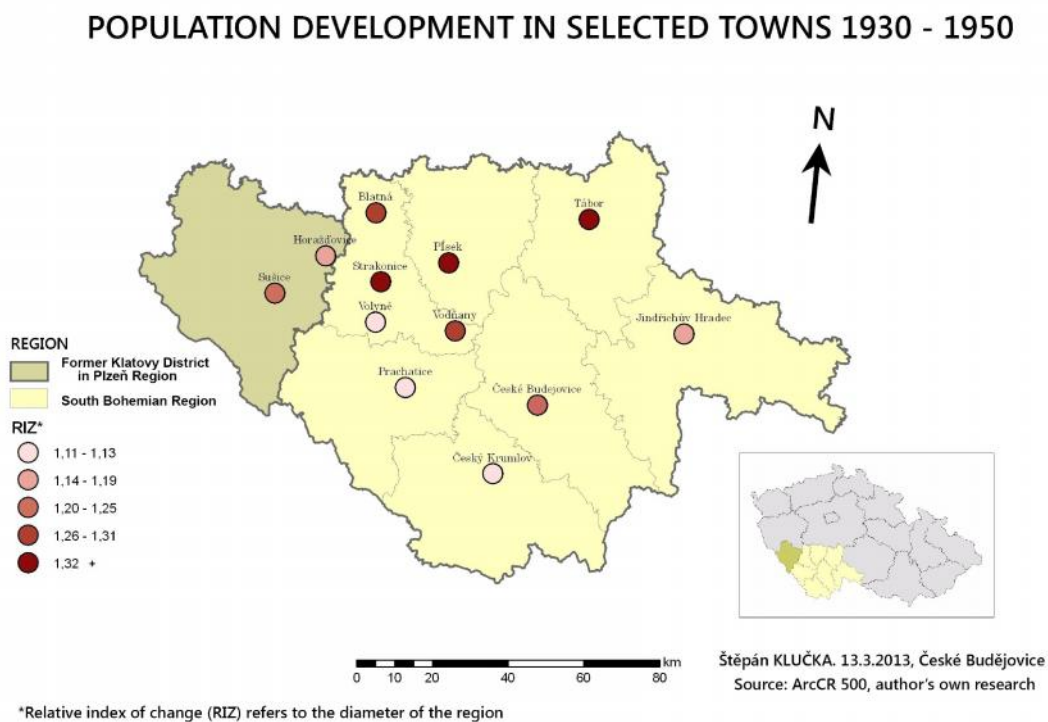 POPULATION DEVELOPMENT IN SELECTED TOWNS 1930 - 1950
N
Blatná
Tábor
Horažďovice
Písek
Strakonice
Sušice
Volyně
Vodňany
Jindřichův Hradec
Prachatice
České Budejovice
Český Krumlov
REGION
Former Klatovy District
in Plzeň Region
South Bohemian Region
RIZ*
1,11 - 1,13
1,14 - 1,19
1,20 - 1,25
1,26 - 1,31
1,32 +
km
0 10 20 40 60 80
Štěpán KLUČKA. 13.3.2013, České Budějovice
Source: ArcCR 500, author's own research
*Relative index of change (RIZ) refers to the diameter of the region